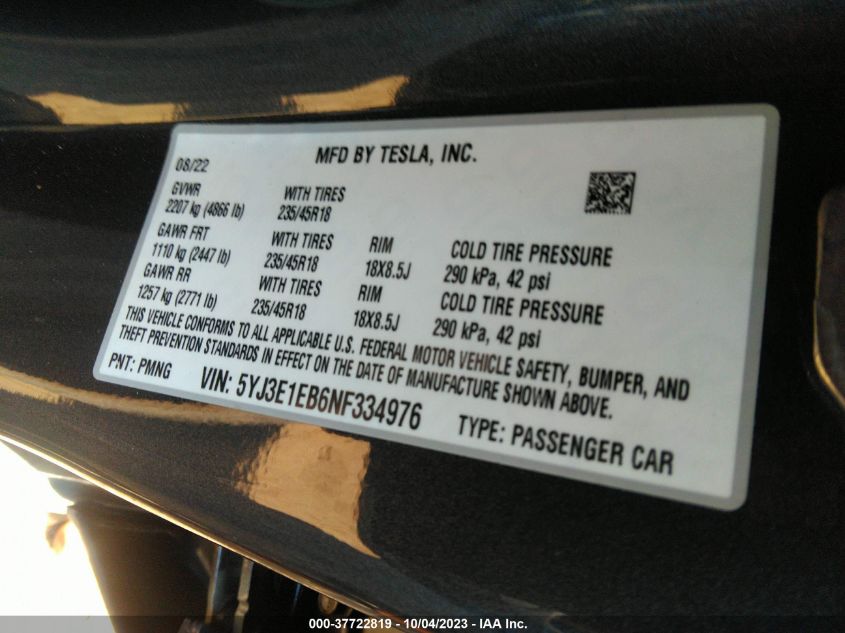 MFD BY TESLA, INC.
08/22
GVWR
2207 kg (4866 lb)
WITH TIRES
235/45R18
GAWR FRT
1110 kg (2447 lb)
WITH TIRES
235/45R18
RIM
18X8.5J
COLD TIRE PRESSURE
290 kPa, 42 psi
GAWR RR
1257 kg (2771 lb)
WITH TIRES
235/45R18
RIM
18X8.5J
COLD TIRE PRESSURE
290 kPa, 42 psi
THIS VEHICLE CONFORMS TO ALL APPLICABLE U.S. FEDERAL MOTOR VEHICLE SAFETY, BUMPER, AND
THEFT PREVENTION STANDARDS IN EFFECT ON THE DATE OF MANUFACTURE SHOWN ABOVE.
PNT: PMNG
VIN: 5YJ3E1EB6NF334976
TYPE: PASSENGER CAR
000-37722819 - 10/04/2023 - IAA Inc.